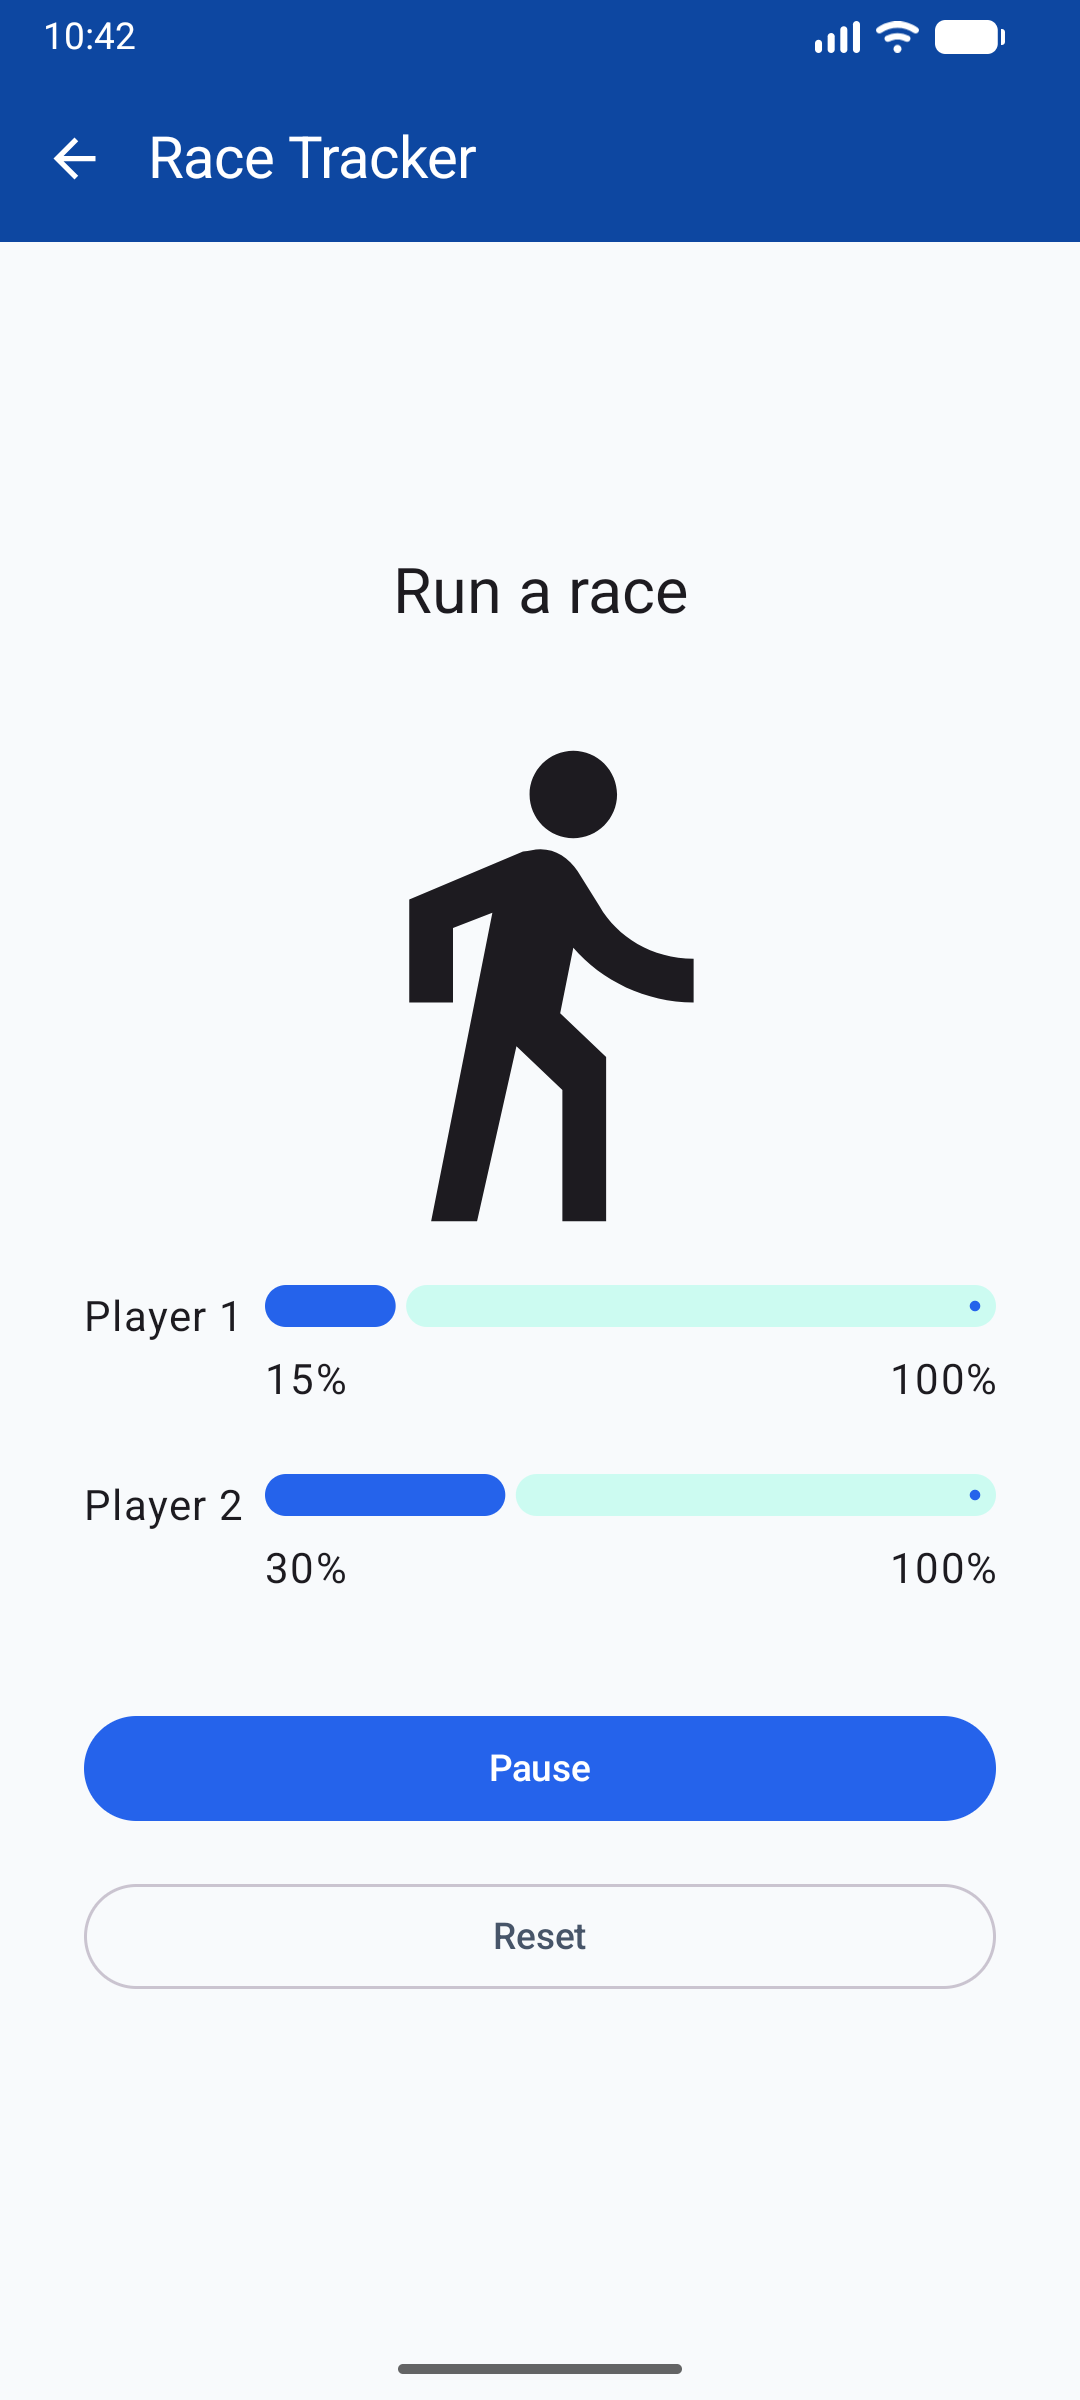 10:42
Race Tracker
Run a race
Player 1
15% 100%
Player 2
30% 100%
Pause
Reset